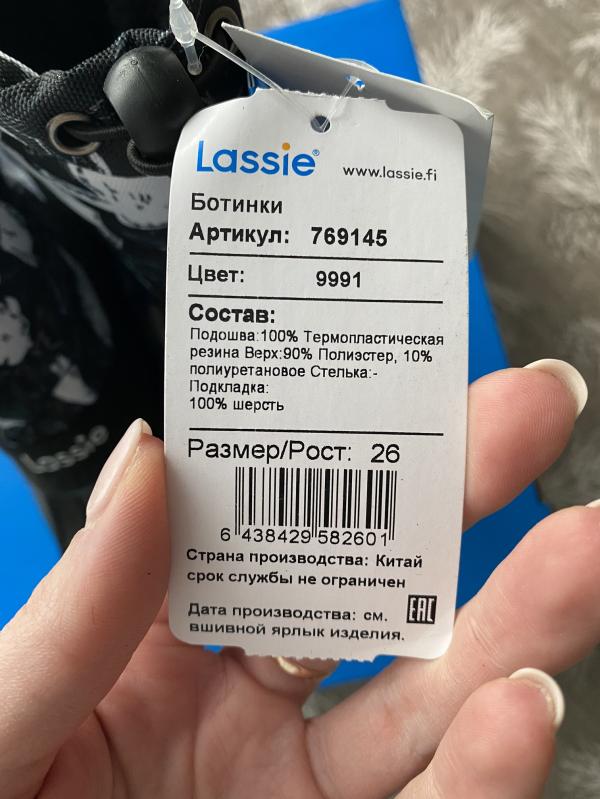 Lassie® www.lassie.fi
Ботинки
Артикул: 769145
Цвет: 9991
Состав:
Подошва:100% Термопластическая
резина Верх:90% Полиэстер, 10%
полиуретановое Стелька:-
Подкладка:
100% шерсть
Размер/Рост: 26
6 438429 582601
Страна производства: Китай
срок службы не ограничен
Дата производства: см.
вшивной ярлык изделия.
EAC
Lassie